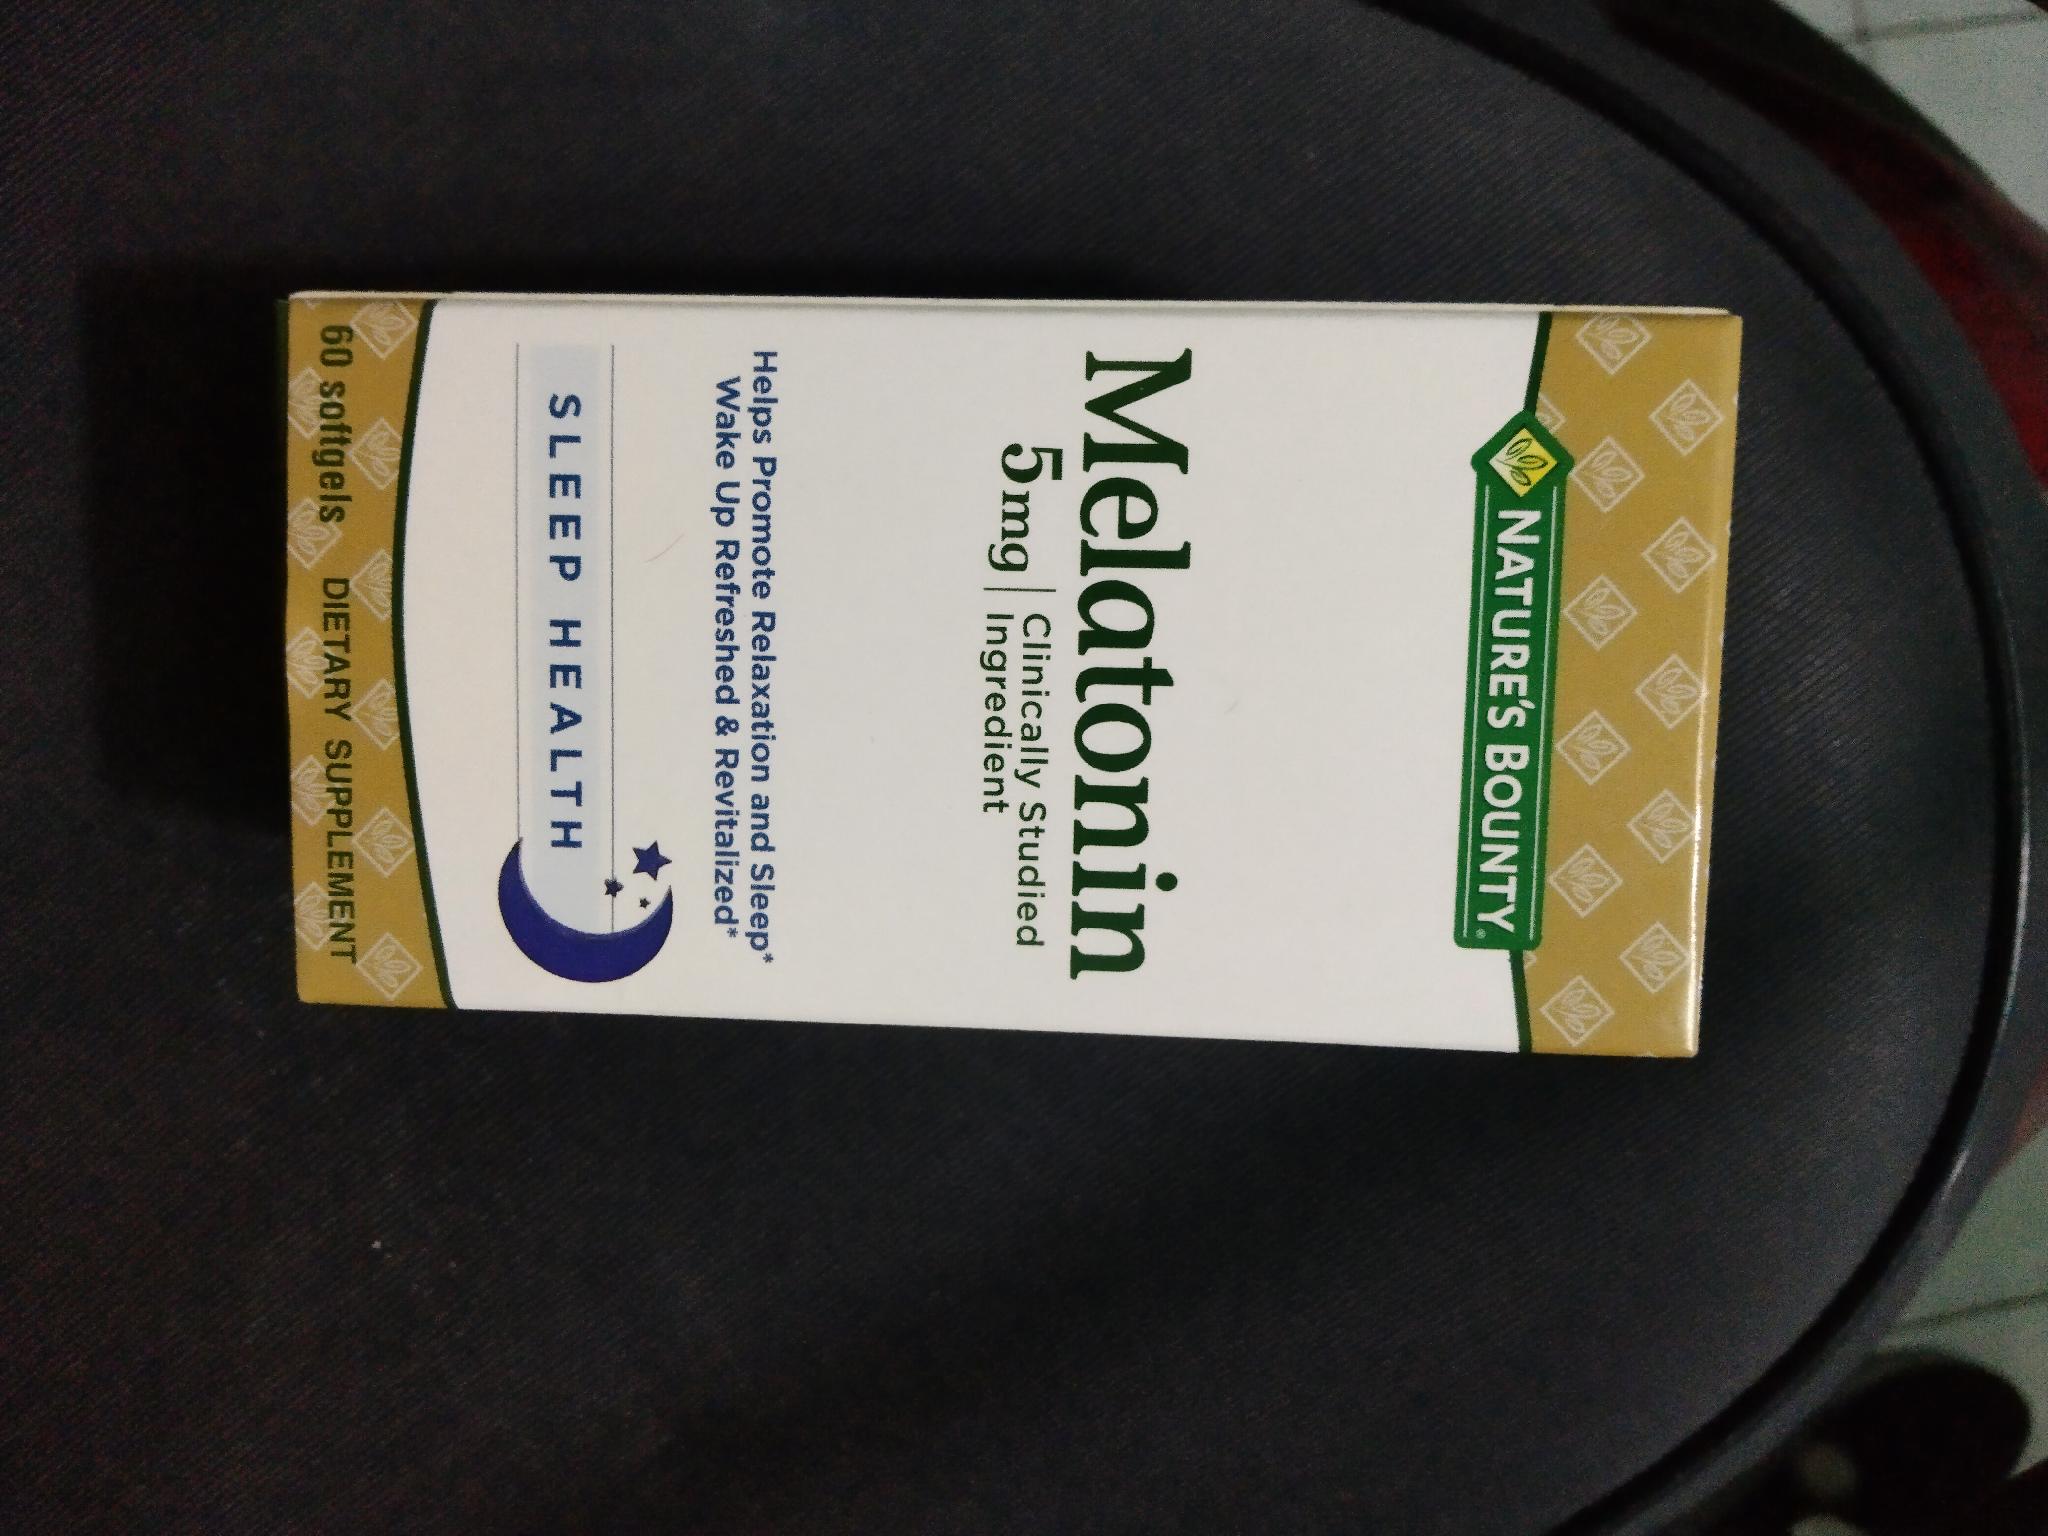 NATURE'S BOUNTY®
Melatonin
5mg | Clinically Studied
Ingredient
Helps Promote Relaxation and Sleep*
Wake Up Refreshed & Revitalized*
SLEEP HEALTH
60 softgels DIETARY SUPPLEMENT